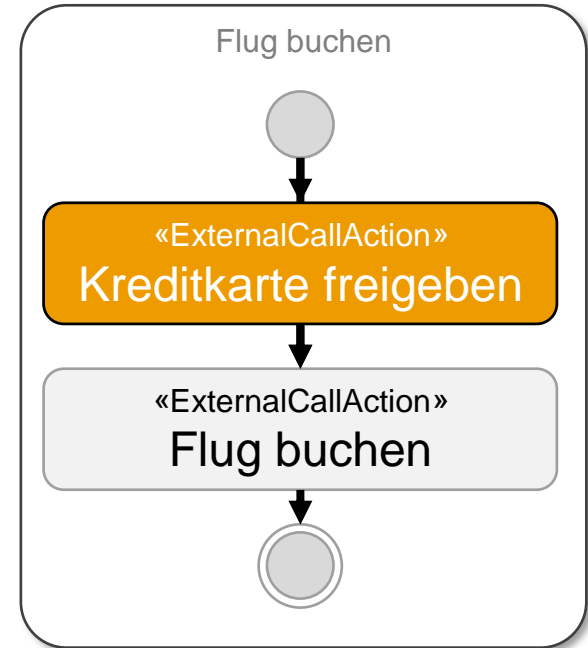 Flug buchen
«ExternalCallAction»
Kreditkarte freigeben
«ExternalCallAction»
Flug buchen